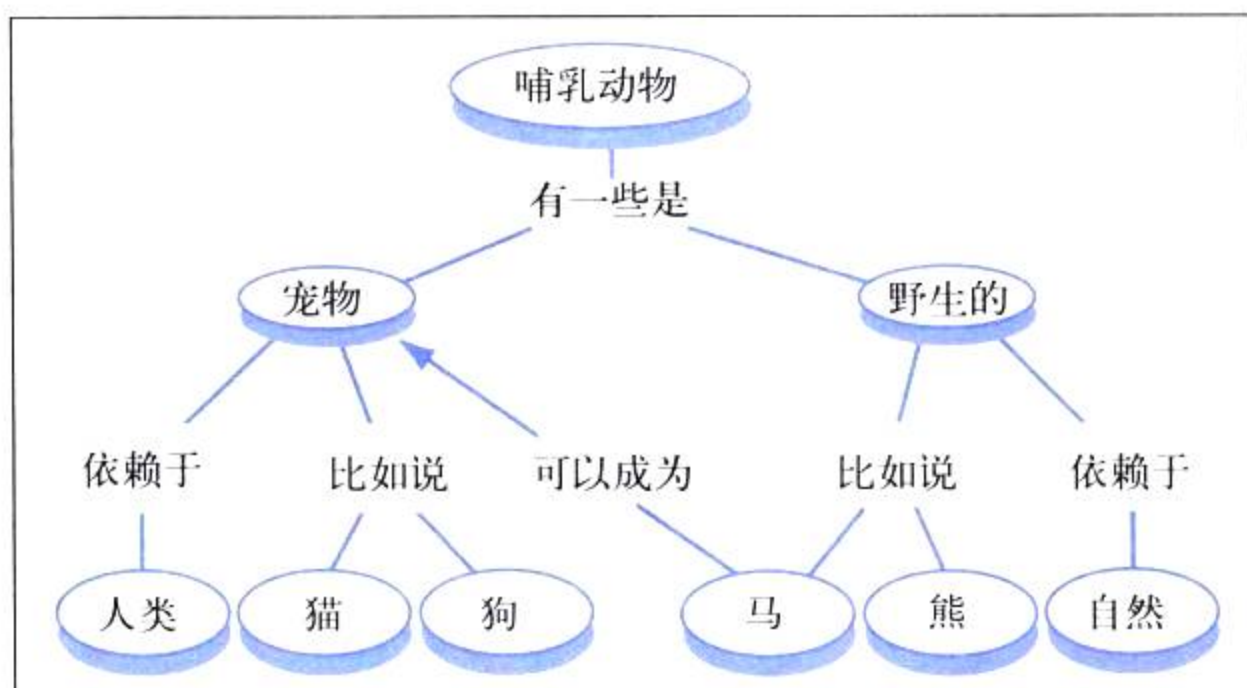 哺乳动物
有一些是
宠物
野生的
依赖于
比如说
可以成为
比如说
依赖于
人类
猫
狗
马
熊
自然